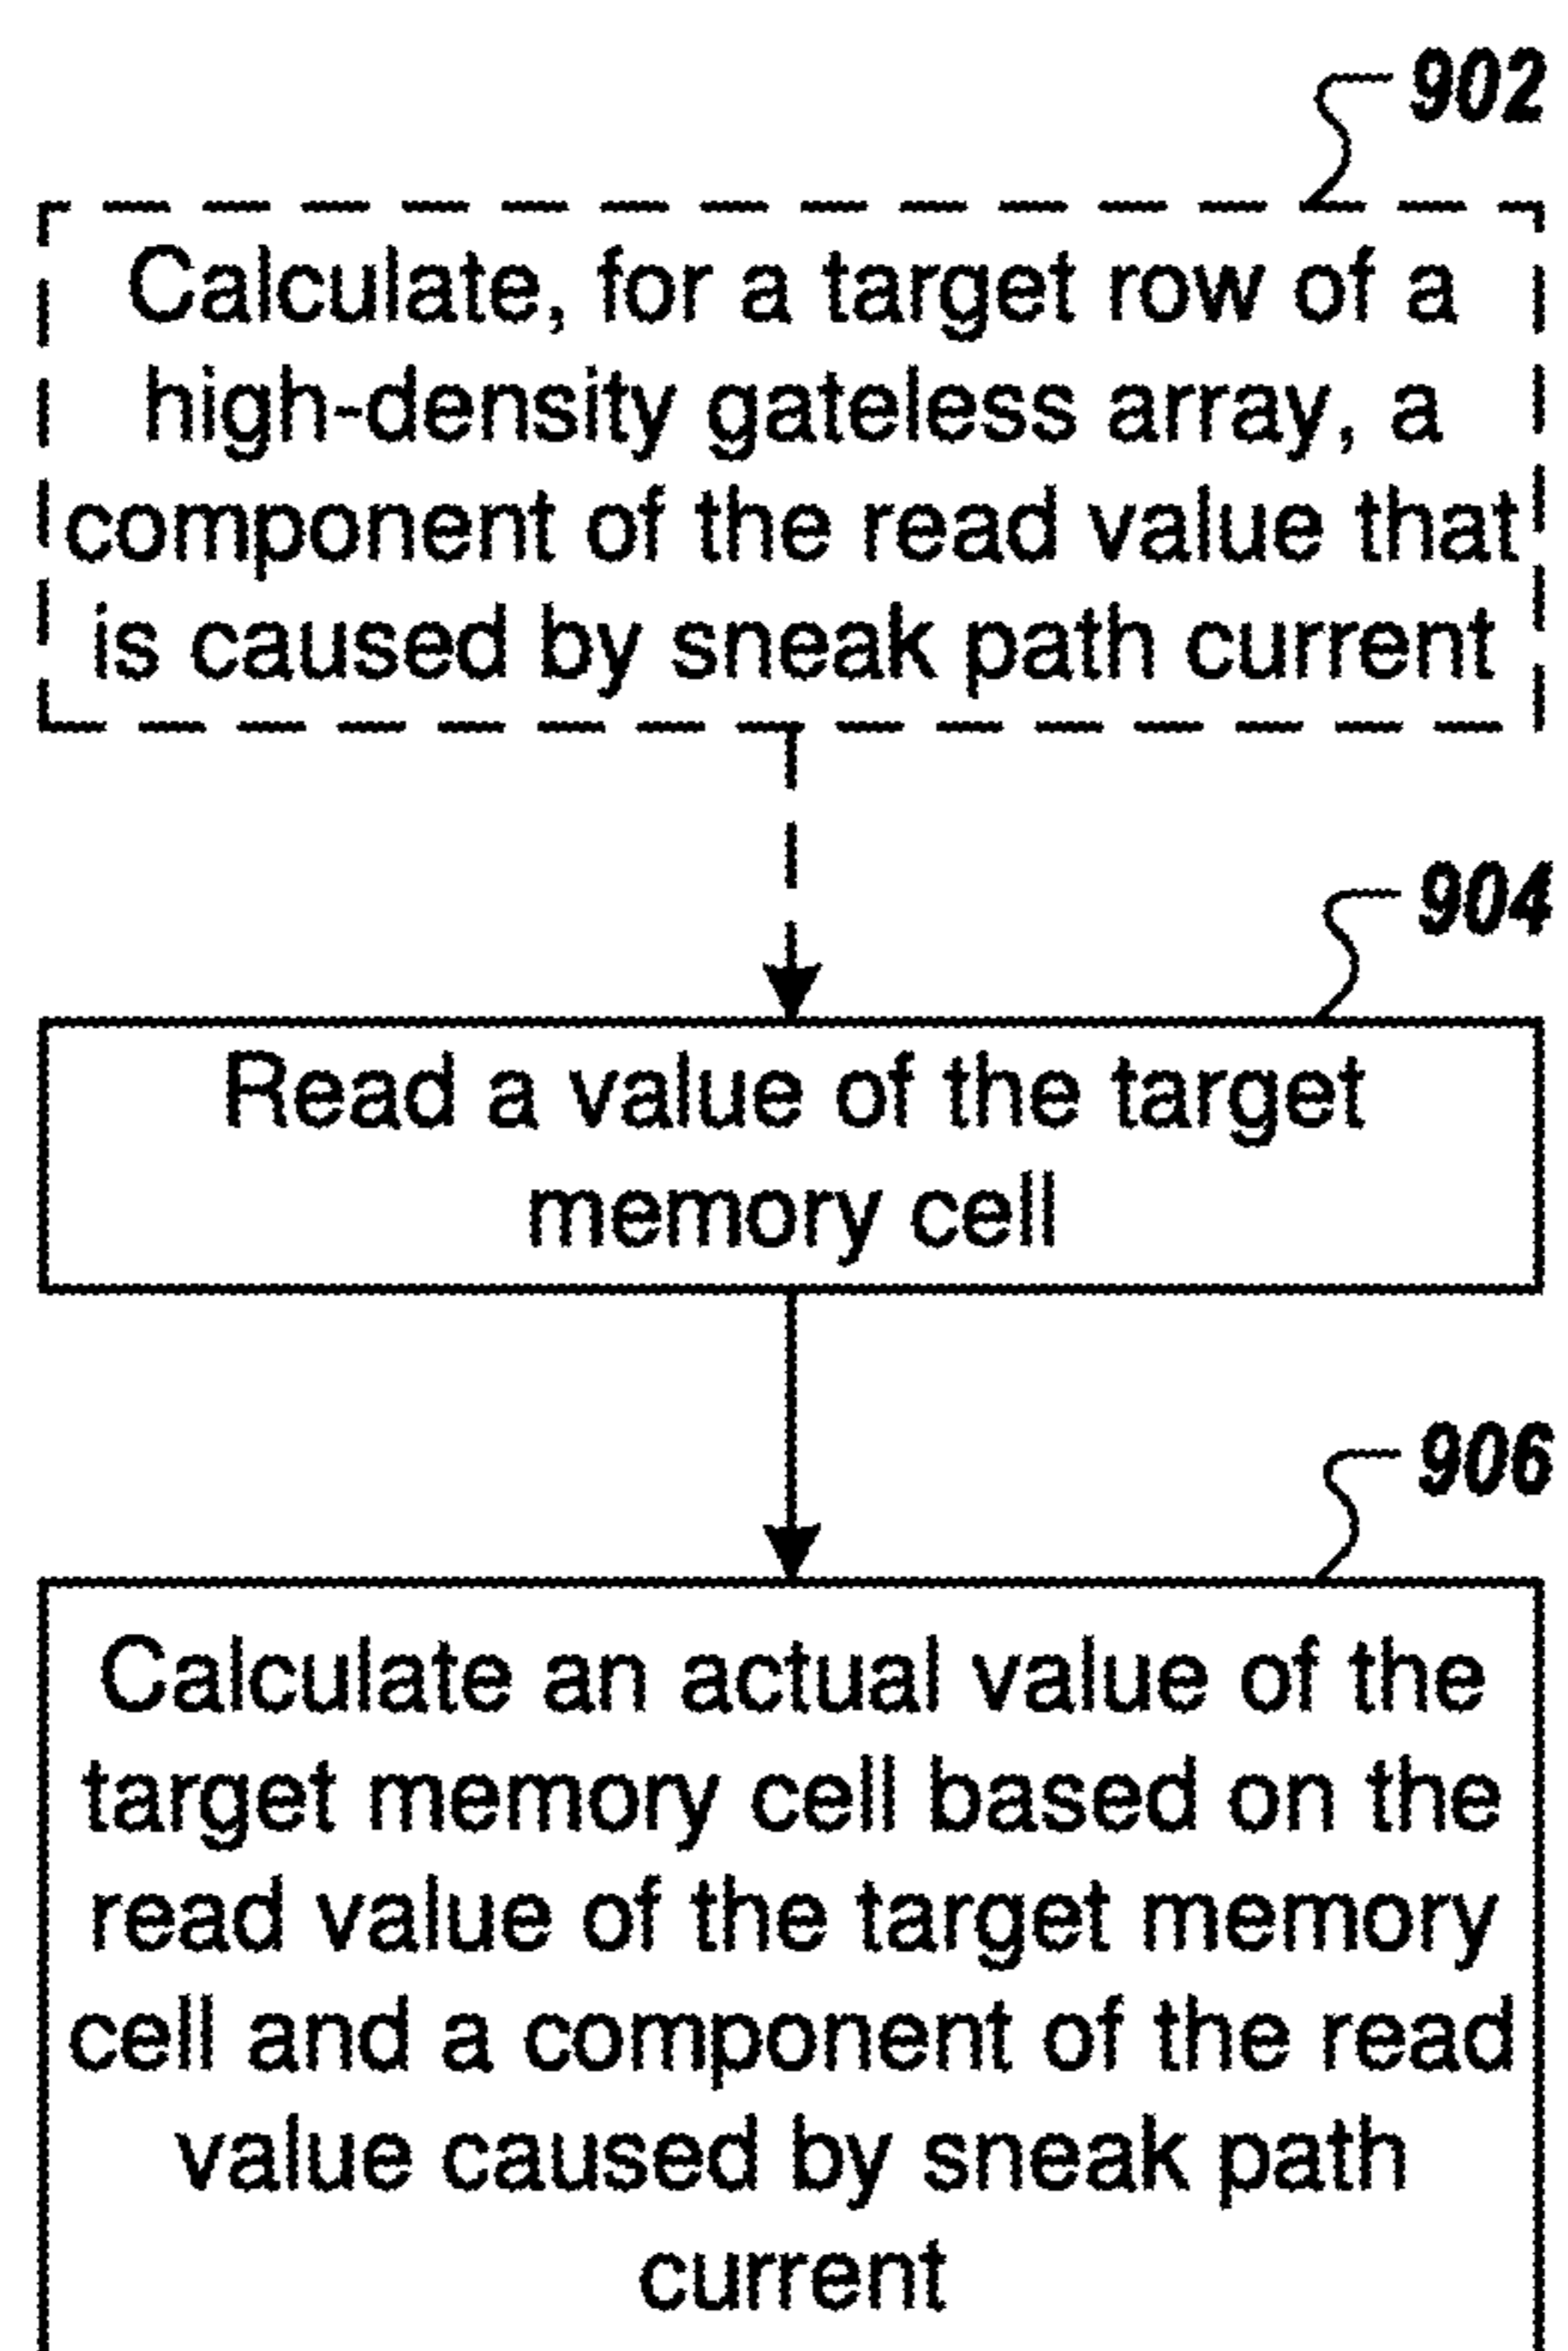 902
Calculate, for a target row of a
high-density gateless array, a
component of the read value that
is caused by sneak path current
904
Read a value of the target
memory cell
906
Calculate an actual value of the
target memory cell based on the
read value of the target memory
cell and a component of the read
value caused by sneak path
current